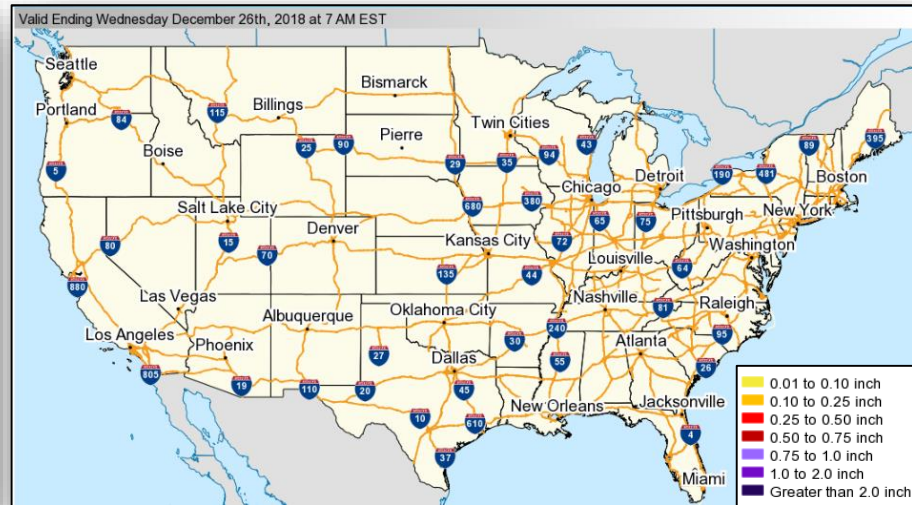 Valid Ending Wednesday December 26th, 2018 at 7 AM EST
Seattle
Bismarck
Portland
84
115
Billings
Twin Cities
Pierre
25
90
43
89
395
Boise
5
29
35
94
Detroit
190
481
Boston
Chicago
Salt Lake City
680
380
65
75
Pittsburgh
New York
80
15
70
Denver
Kansas City
72
Washington
135
44
Louisville
64
880
Las Vegas
Albuquerque
Oklahoma City
Nashville
81
Raleigh
Los Angeles
Phoenix
27
30
240
95
805
Dallas
55
Atlanta
26
19
110
20
45
0.01 to 0.10 inch
0.10 to 0.25 inch
0.25 to 0.50 inch
0.50 to 0.75 inch
0.75 to 1.0 inch
1.0 to 2.0 inch
Greater than 2.0 inch
10
610
New Orleans
Jacksonville
4
37
Miami